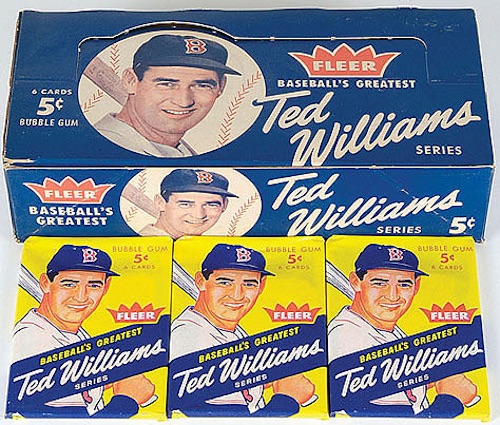 B
FLEER
BASEBALL'S GREATEST
6 CARDS
5¢
BUBBLE GUM
Ted
Williams
SERIES
FLEER
BASEBALL'S
GREATEST
B
Ted
Williams
SERIES
5¢
BUBBLE GUM
5¢
6 CARDS
B
FLEER
BASEBALL'S GREATEST
Ted Williams
SERIES
BUBBLE GUM
5¢
6 CARDS
B
FLEER
BASEBALL'S GREATEST
Ted Williams
SERIES
BUBBLE GUM
5¢
6 CARDS
B
FLEER
BASEBALL'S GREATEST
Ted Williams
SERIES